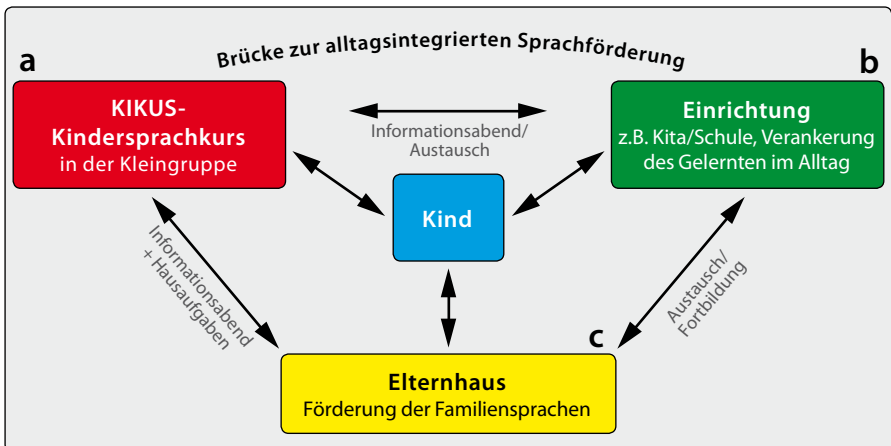 Brücke zur alltagsintegrierten Sprachförderung
a
KIKUS-
Kindersprachkurs
in der Kleingruppe
Informationsabend/
Austausch
b
Einrichtung
z.B. Kita/Schule, Verankerung
des Gelernten im Alltag
Kind
Informationsabend
+ Hausaufgaben
Austausch/
Fortbildung
c
Elternhaus
Förderung der Familiensprachen